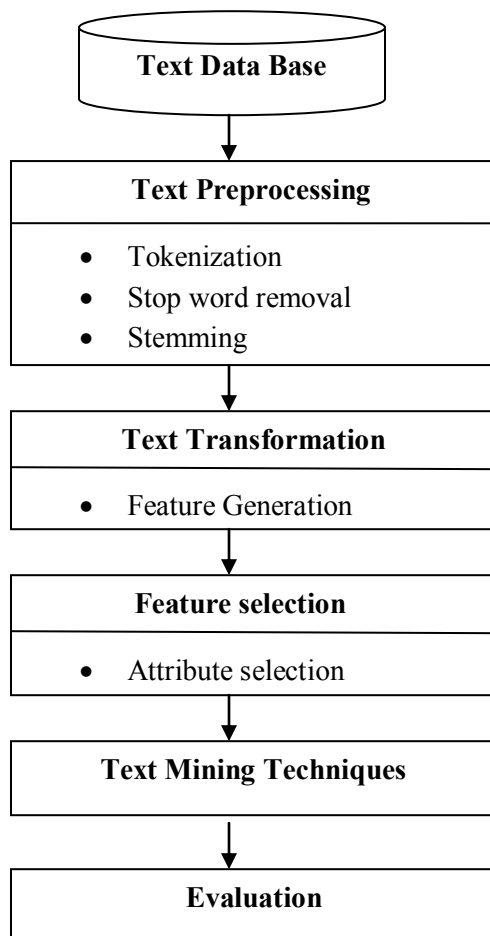 Text Data Base
Text Preprocessing
• Tokenization
• Stop word removal
• Stemming
Text Transformation
• Feature Generation
Feature selection
• Attribute selection
Text Mining Techniques
Evaluation